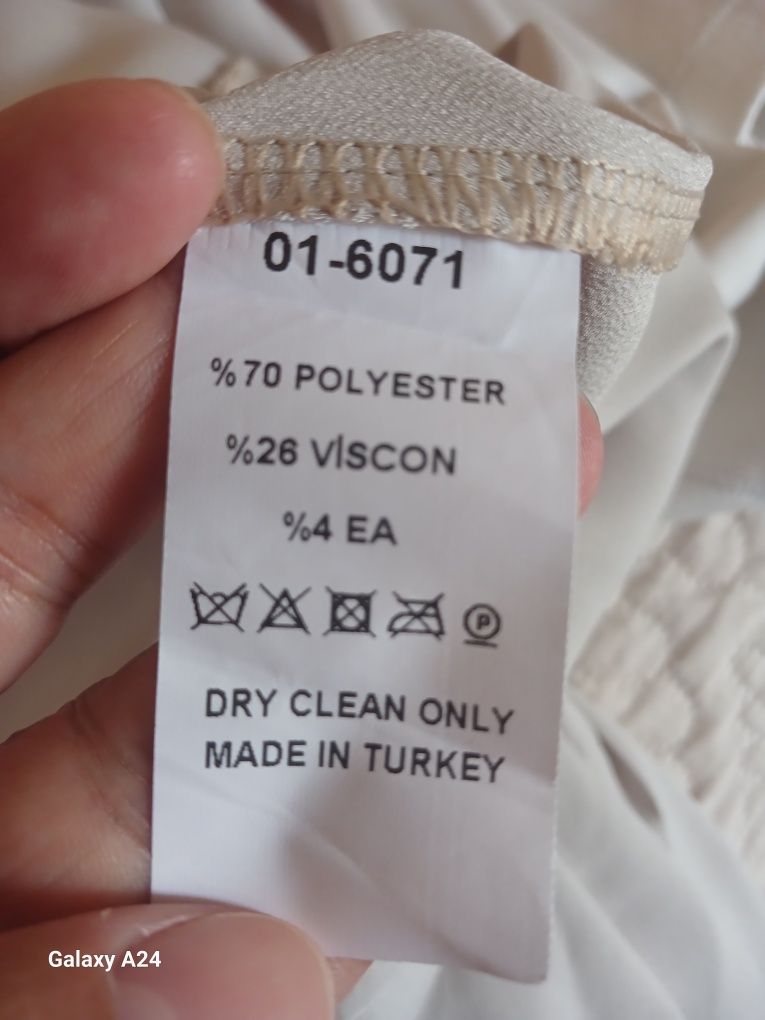 01-6071
%70 POLYESTER
%26 VİSCON
%4 EA
P
DRY CLEAN ONLY
MADE IN TURKEY
Galaxy A24